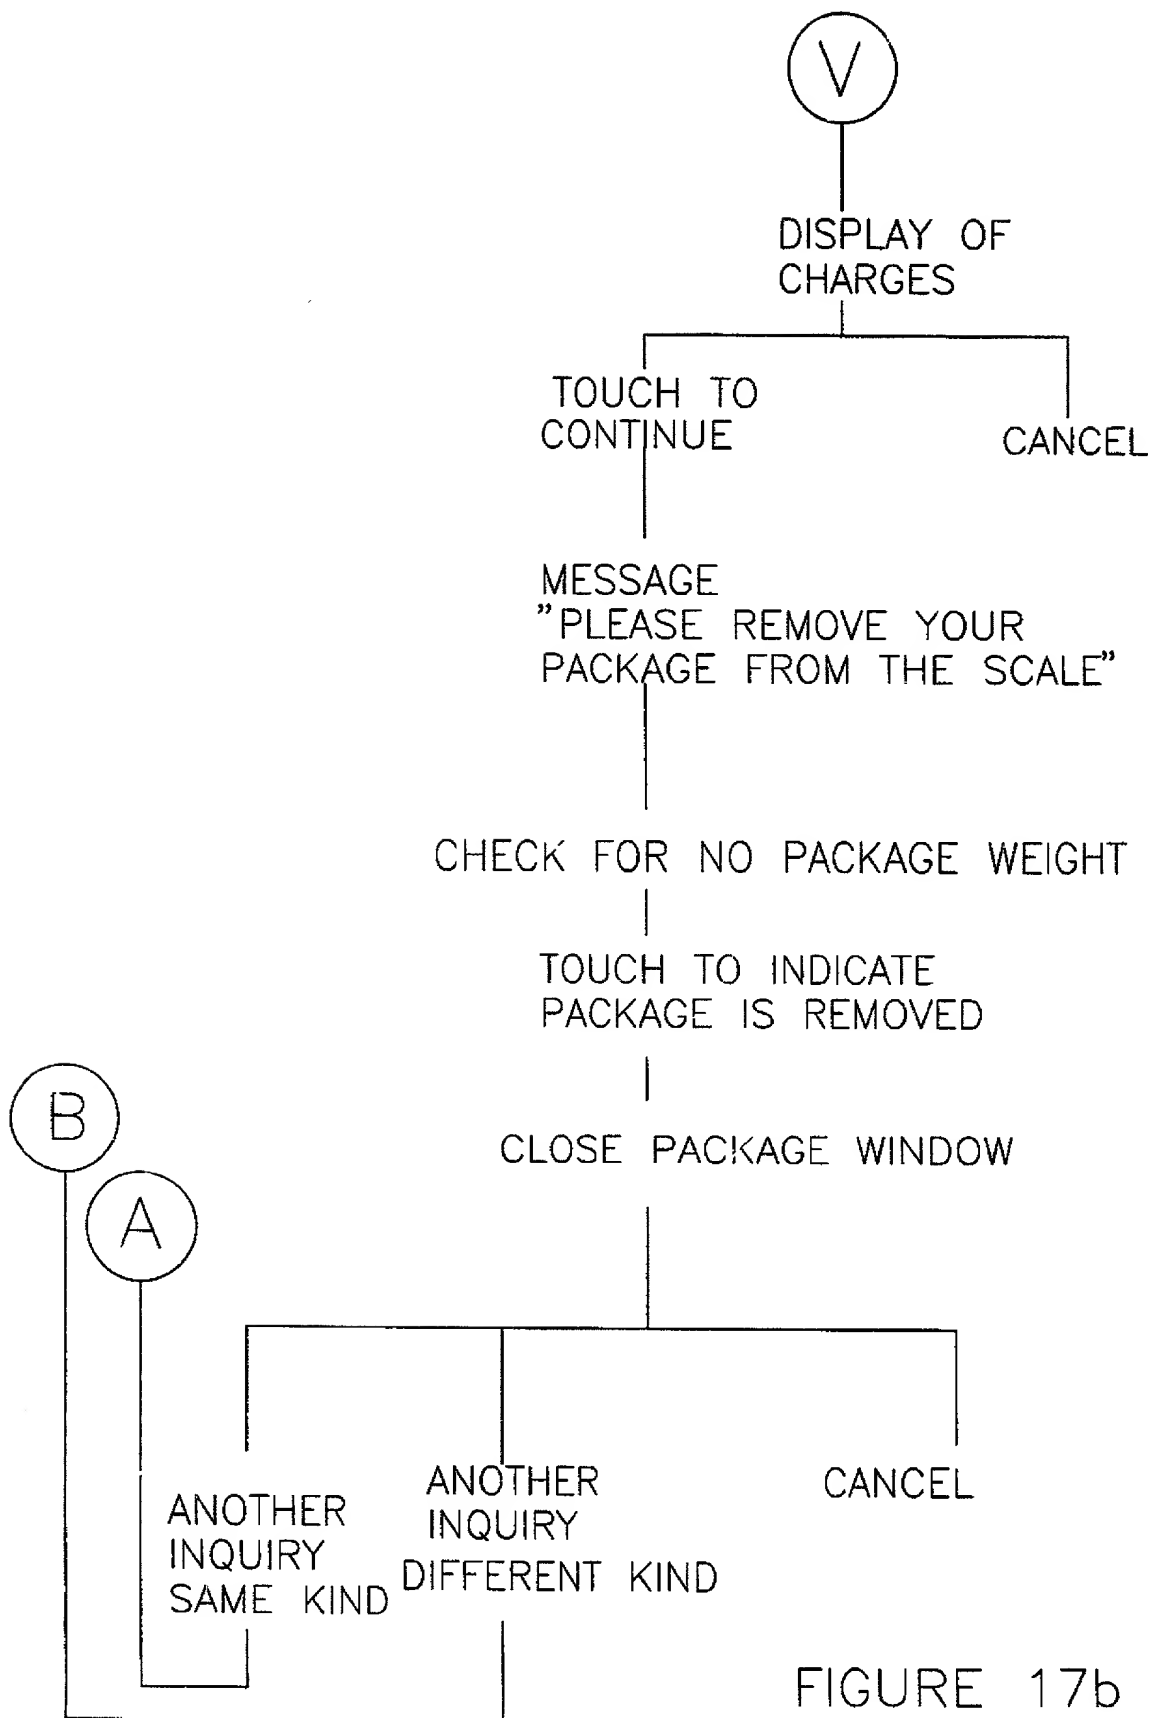 V
DISPLAY OF
CHARGES
TOUCH TO
CONTINUE
CANCEL
MESSAGE
"PLEASE REMOVE YOUR
PACKAGE FROM THE SCALE"
CHECK FOR NO PACKAGE WEIGHT
TOUCH TO INDICATE
PACKAGE IS REMOVED
B
CLOSE PACKAGE WINDOW
A
ANOTHER
INQUIRY
SAME KIND
ANOTHER
INQUIRY
DIFFERENT KIND
CANCEL
FIGURE 17b